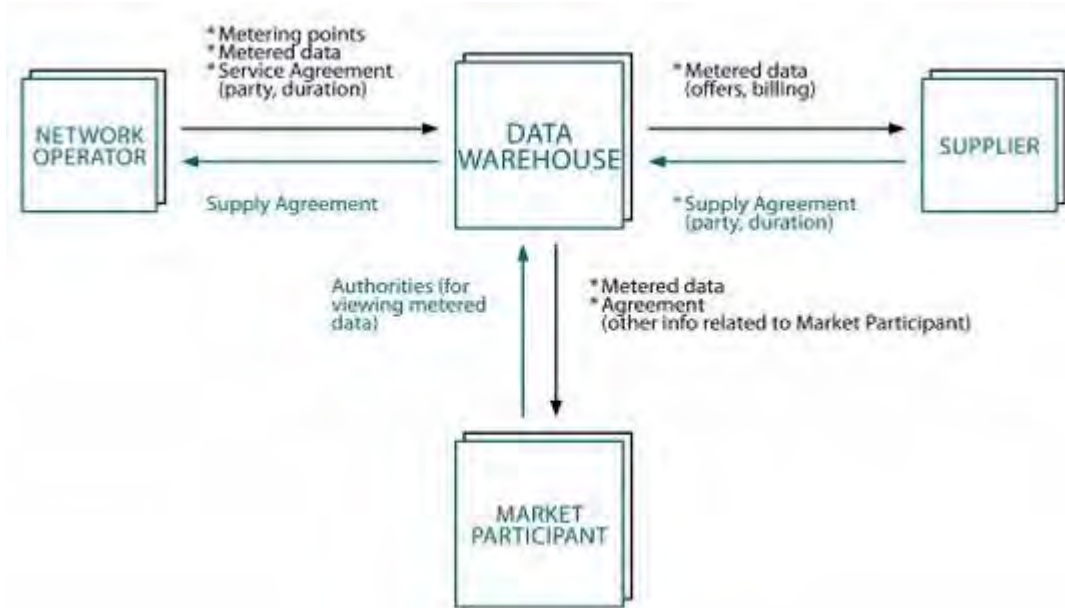 * Metering points
* Metered data
* Service Agreement
(party, duration)
* Metered data
(offers, billing)
NETWORK
OPERATOR
DATA
WAREHOUSE
SUPPLIER
Supply Agreement
* Supply Agreement
(party, duration)
Authorities (for
viewing metered
data)
* Metered data
* Agreement
(other info related to Market Participant)
MARKET
PARTICIPANT